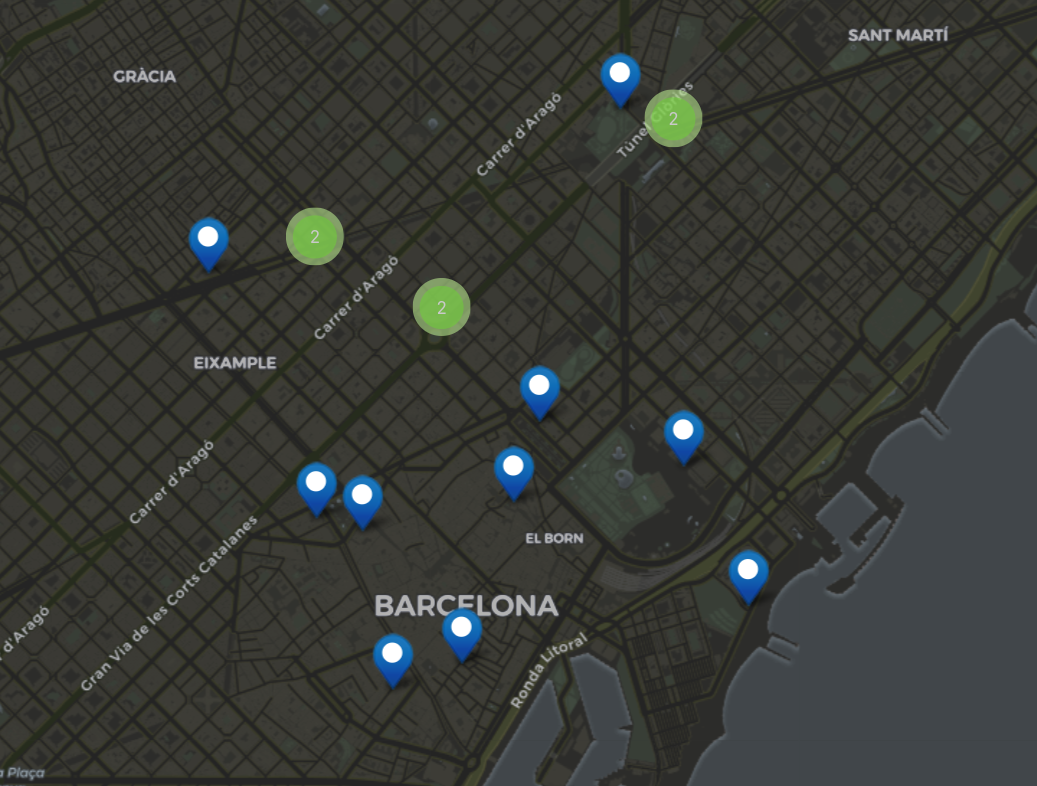 SANT MARTÍ
GRÀCIA
Carrer d'Aragó
Túnel Glòries
2
2
Carrer d'Aragó
2
EIXAMPLE
Carrer d'Aragó
EL BORN
Gran Via de les Corts Catalanes
BARCELONA
d'Aragó
Ronda Litoral
a Plaça